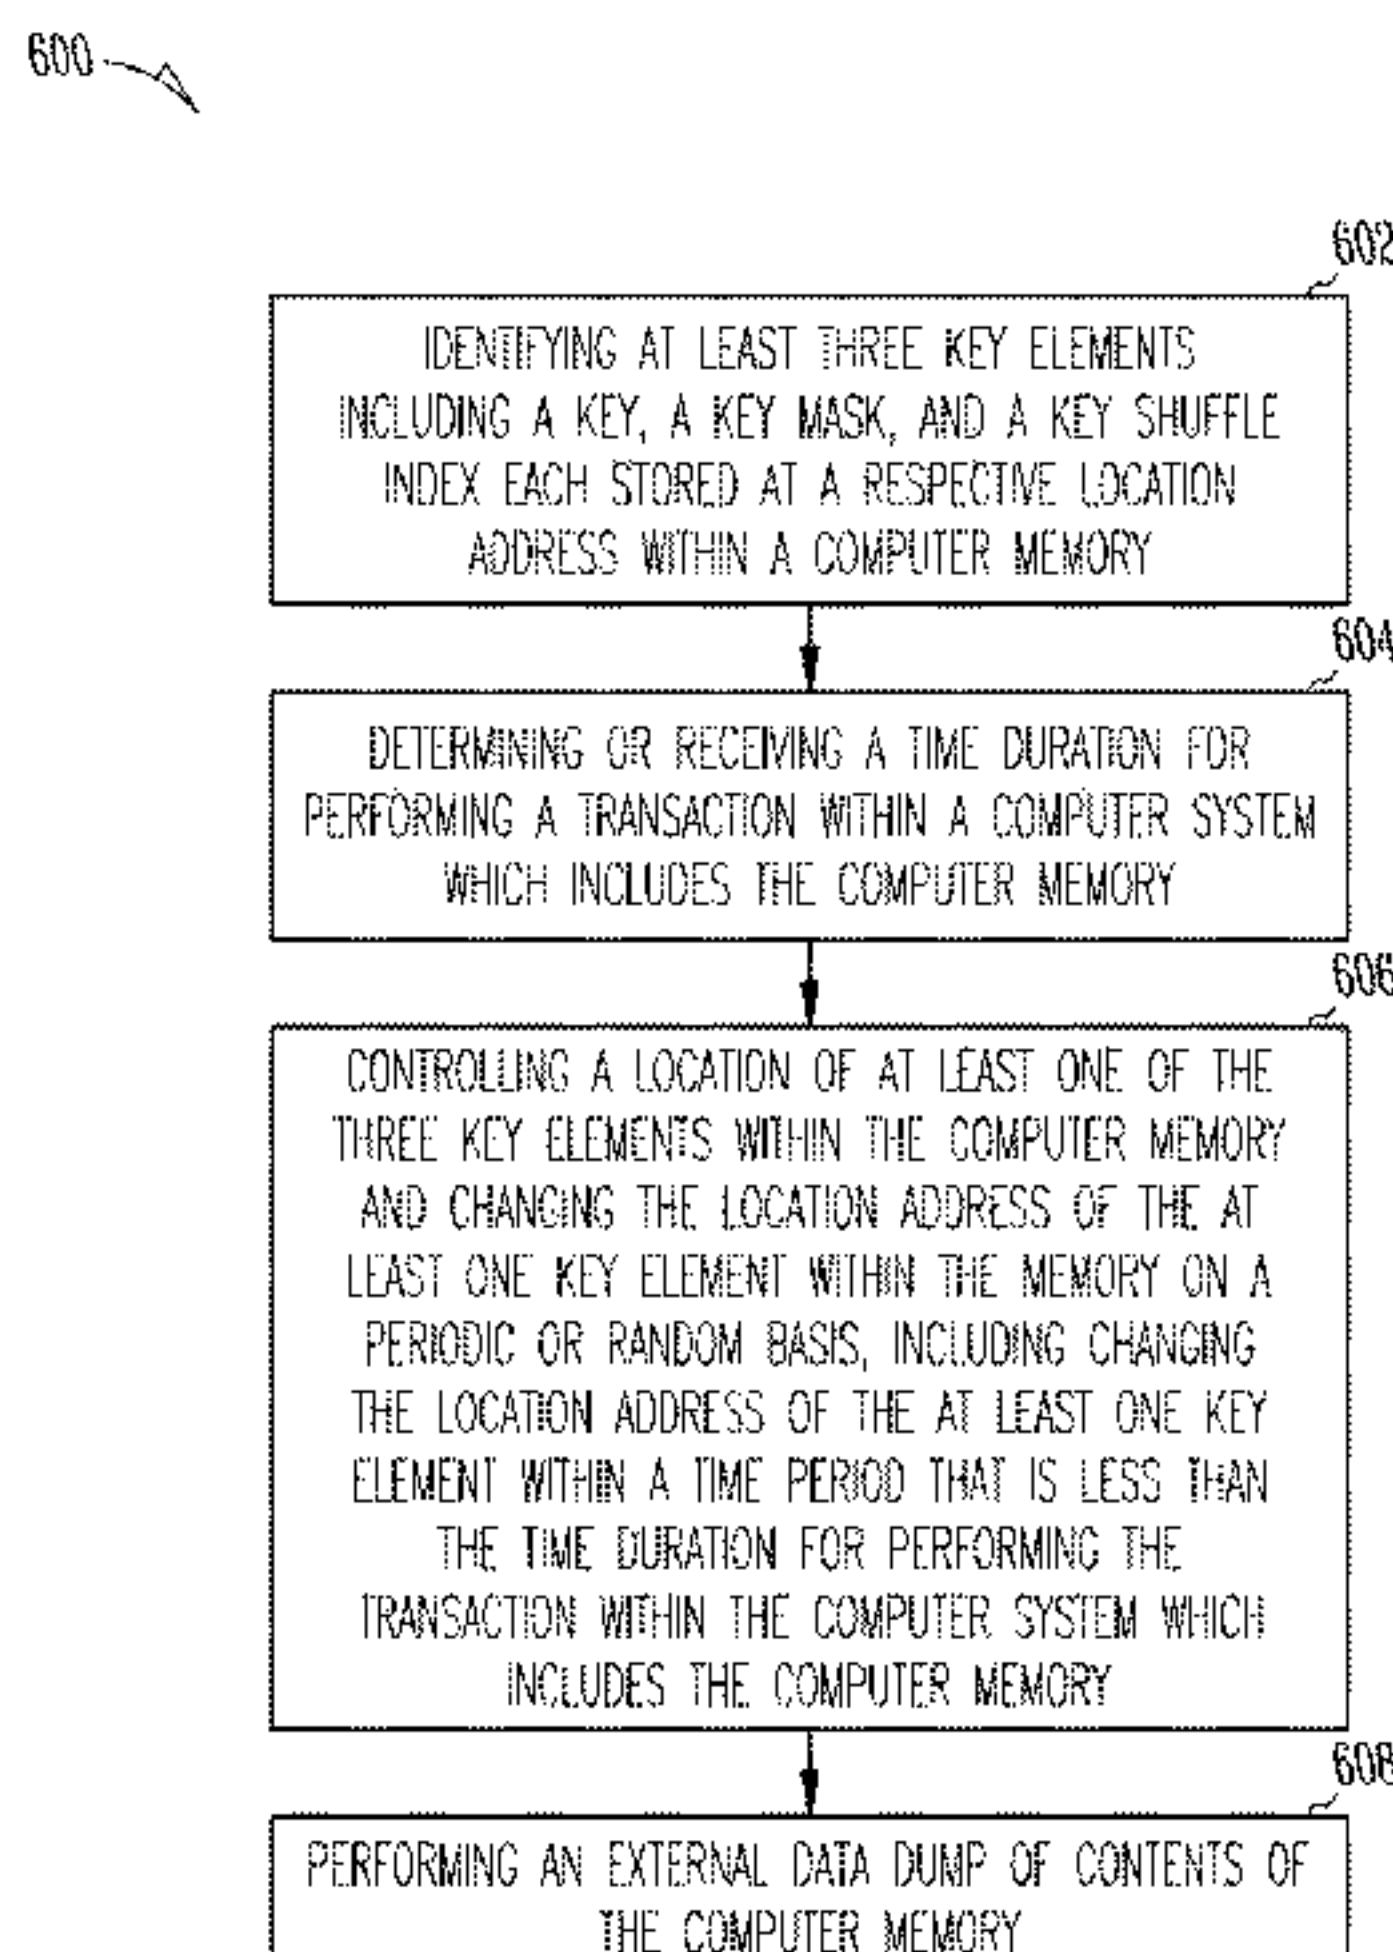 600
602
IDENTIFYING AT LEAST THREE KEY ELEMENTS
INCLUDING A KEY, A KEY MASK, AND A KEY SHUFFLE
INDEX EACH STORED AT A RESPECTIVE LOCATION
ADDRESS WITHIN A COMPUTER MEMORY
604
DETERMINING OR RECEIVING A TIME DURATION FOR
PERFORMING A TRANSACTION WITHIN A COMPUTER SYSTEM
WHICH INCLUDES THE COMPUTER MEMORY
606
CONTROLLING A LOCATION OF AT LEAST ONE OF THE
THREE KEY ELEMENTS WITHIN THE COMPUTER MEMORY
AND CHANGING THE LOCATION ADDRESS OF THE AT
LEAST ONE KEY ELEMENT WITHIN THE MEMORY ON A
PERIODIC OR RANDOM BASIS, INCLUDING CHANGING
THE LOCATION ADDRESS OF THE AT LEAST ONE KEY
ELEMENT WITHIN A TIME PERIOD THAT IS LESS THAN
THE TIME DURATION FOR PERFORMING THE
TRANSACTION WITHIN THE COMPUTER SYSTEM WHICH
INCLUDES THE COMPUTER MEMORY
608
PERFORMING AN EXTERNAL DATA DUMP OF CONTENTS OF
THE COMPUTER MEMORY